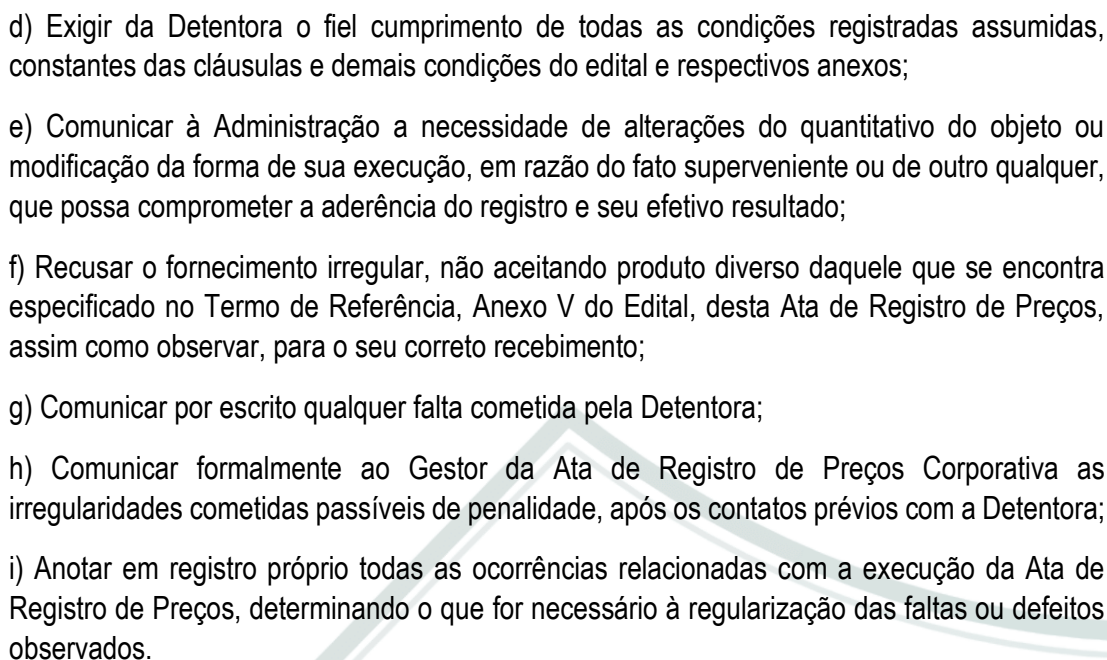 d) Exigir da Detentora o fiel cumprimento de todas as condições registradas assumidas,
constantes das cláusulas e demais condições do edital e respectivos anexos;
e) Comunicar à Administração a necessidade de alterações do quantitativo do objeto ou
modificação da forma de sua execução, em razão do fato superveniente ou de outro qualquer,
que possa comprometer a aderência do registro e seu efetivo resultado;
f) Recusar o fornecimento irregular, não aceitando produto diverso daquele que se encontra
especificado no Termo de Referência, Anexo V do Edital, desta Ata de Registro de Preços,
assim como observar, para o seu correto recebimento;
g) Comunicar por escrito qualquer falta cometida pela Detentora;
h) Comunicar formalmente ao Gestor da Ata de Registro de Preços Corporativa as
irregularidades cometidas passíveis de penalidade, após os contatos prévios com a Detentora;
i) Anotar em registro próprio todas as ocorrências relacionadas com a execução da Ata de
Registro de Preços, determinando o que for necessário à regularização das faltas ou defeitos
observados.